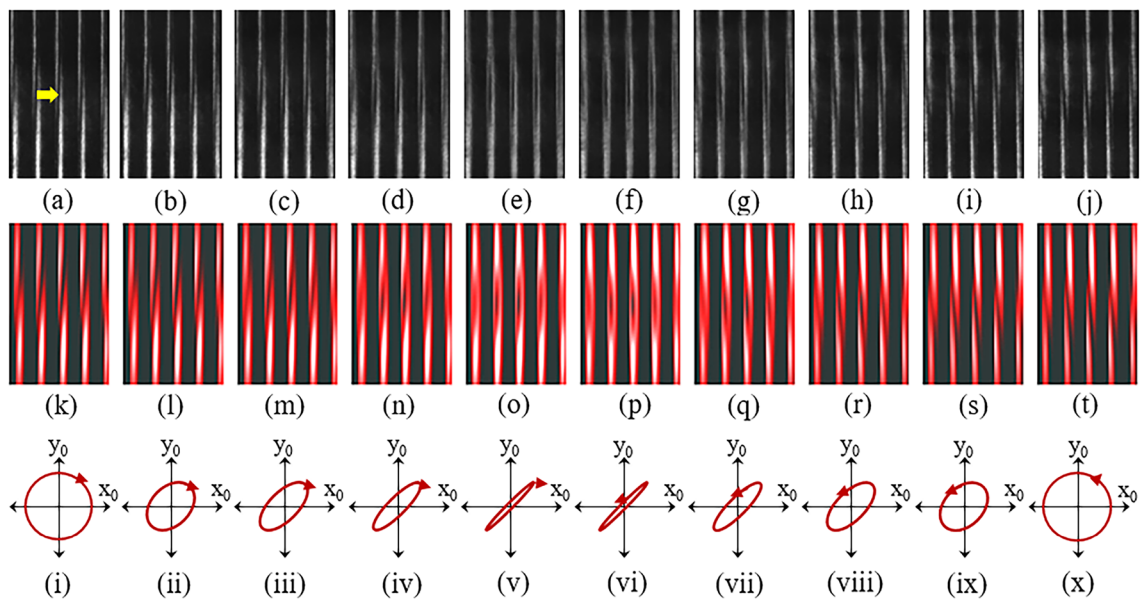 (a) (b) (c) (d) (e) (f) (g) (h) (i) (j)
(k) (l) (m) (n) (o) (p) (q) (r) (s) (t)
y₀ y₀ y₀ y₀ y₀ y₀ y₀ y₀ y₀ y₀
x₀ x₀ x₀ x₀ x₀ x₀ x₀ x₀ x₀ x₀
(i) (ii) (iii) (iv) (v) (vi) (vii) (viii) (ix) (x)